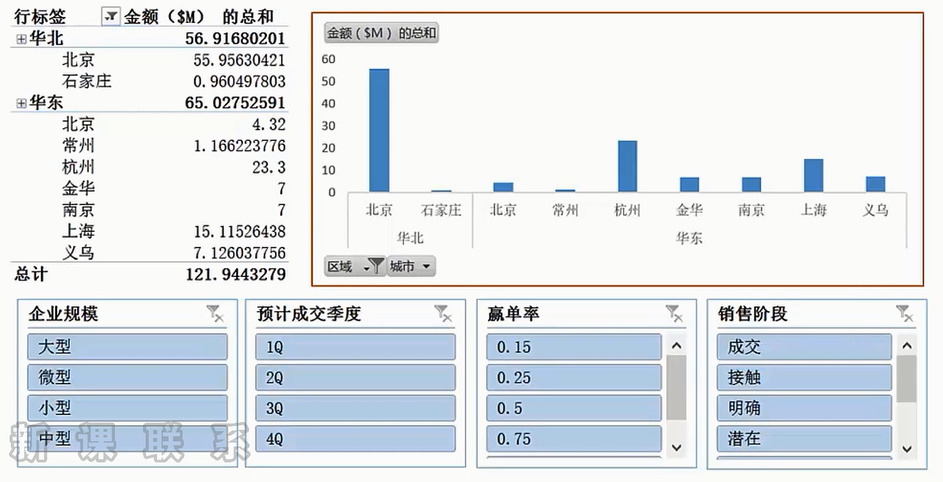 行标签 金额（$M） 的总和
华北 56.91680201
北京 55.95630421
石家庄 0.960497803
华东 65.02752591
北京 4.32
常州 1.166223776
杭州 23.3
金华 7
南京 7
上海 15.11526438
义乌 7.126037756
总计 121.9443279
金额（$M） 的总和
60
50
40
30
20
10
0
北京 石家庄 北京 常州 杭州 金华 南京 上海 义乌
华北 华东
区域 城市
企业规模
大型
微型
小型
中型
预计成交季度
1Q
2Q
3Q
4Q
赢单率
0.15
0.25
0.5
0.75
销售阶段
成交
接触
明确
潜在
新课联系